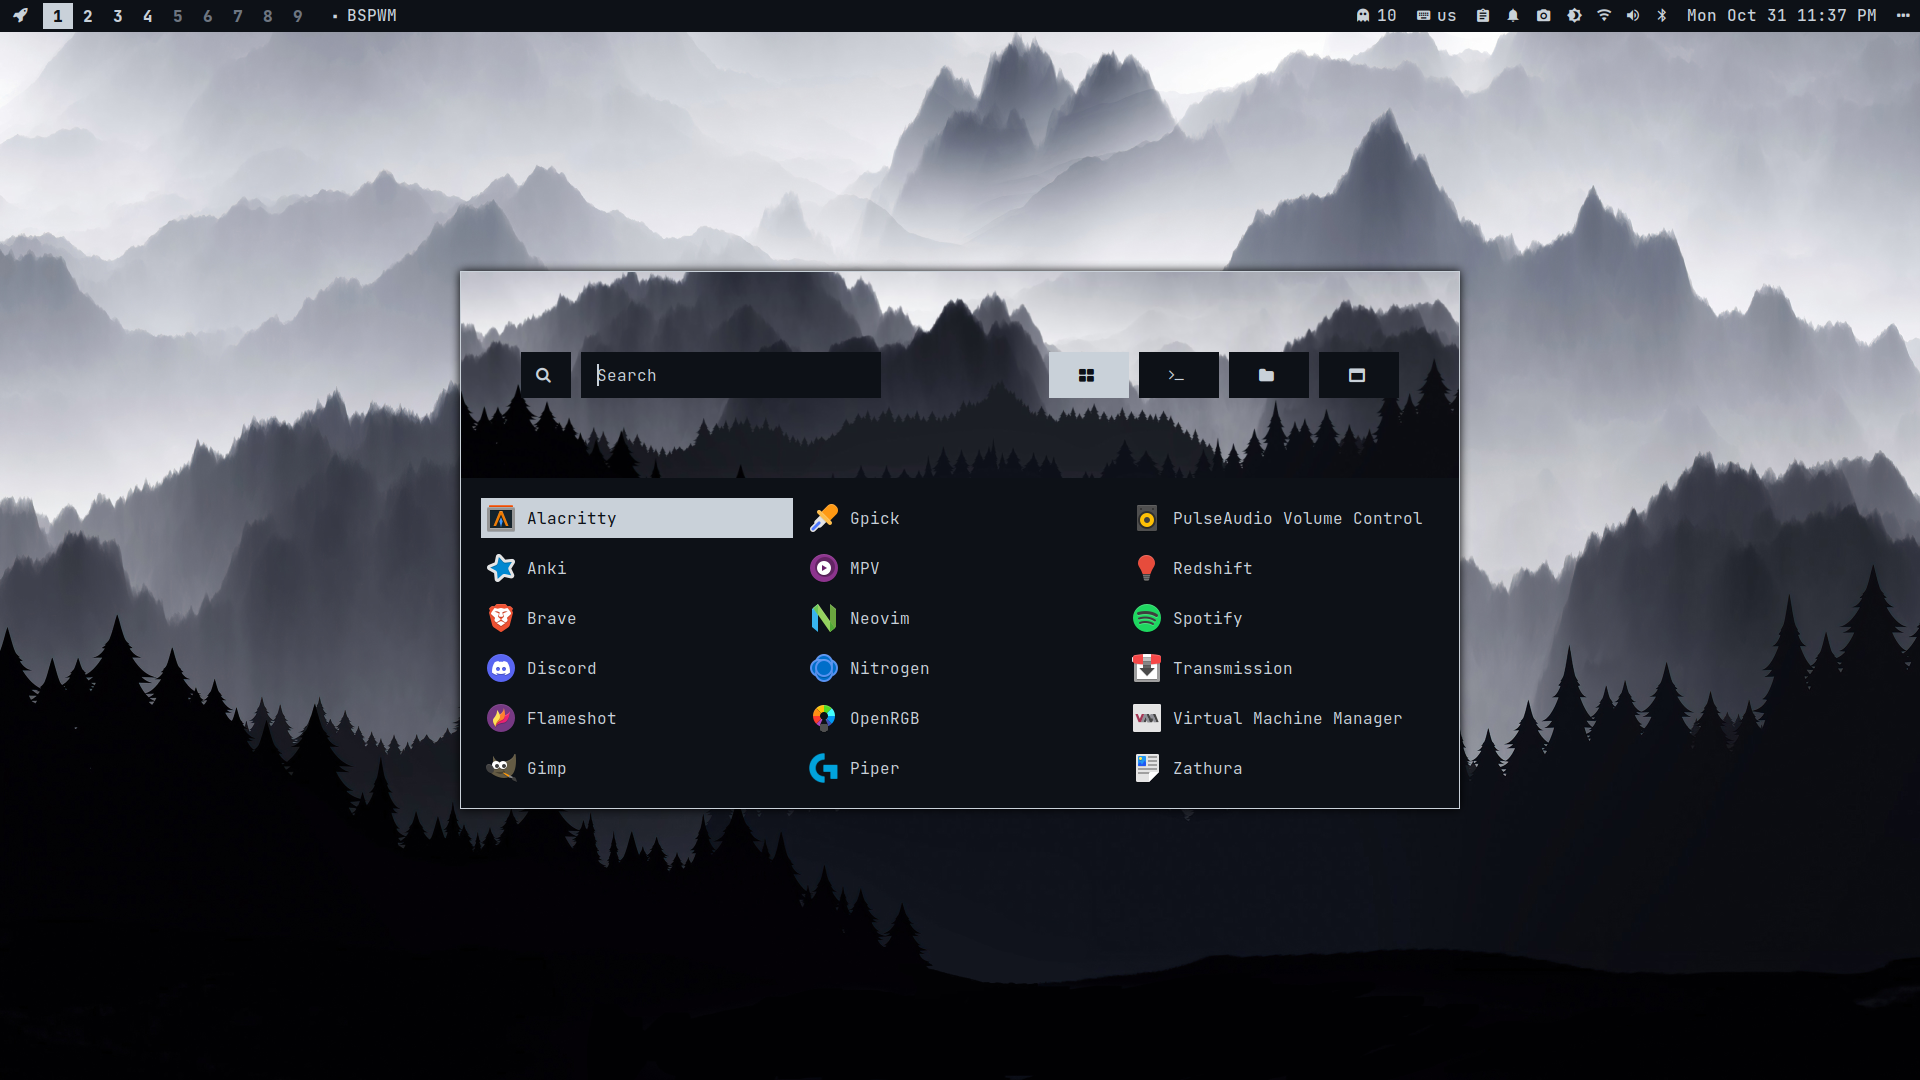 1 2 3 4 5 6 7 8 9 ▪ BSPWM 10 us Mon Oct 31 11:37 PM
Search
Alacritty
Anki
Brave
Discord
Flameshot
Gimp
Gpick
MPV
Neovim
Nitrogen
OpenRGB
Piper
PulseAudio Volume Control
Redshift
Spotify
Transmission
Virtual Machine Manager
Zathura